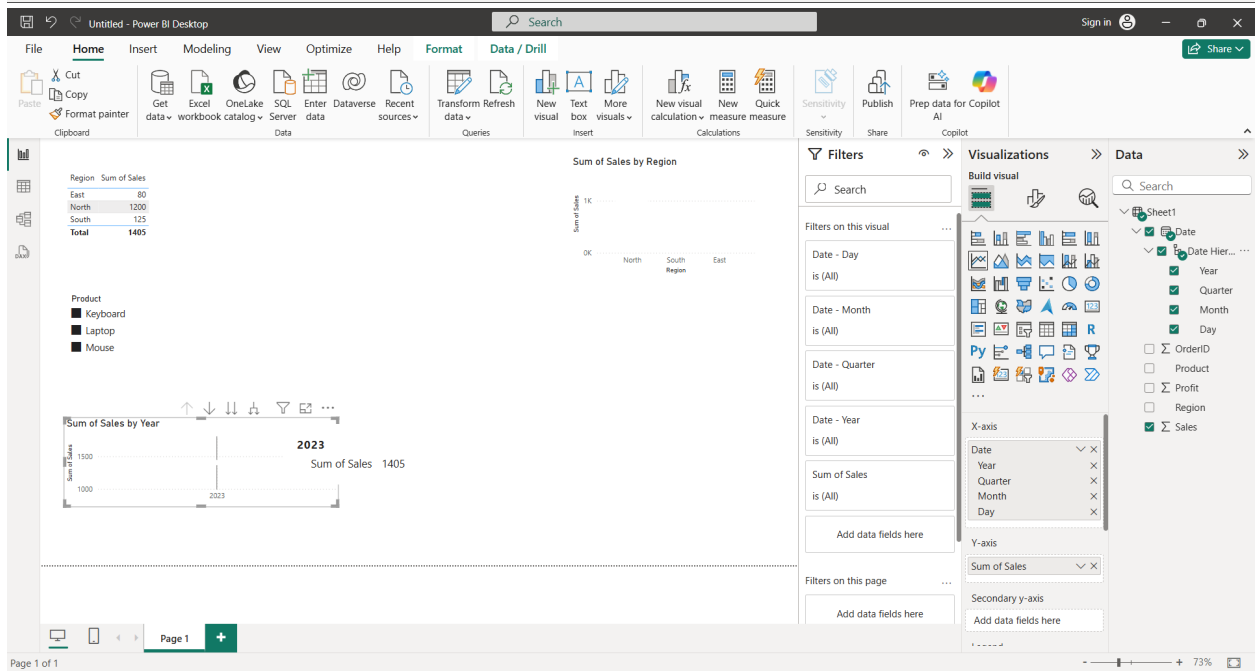 Untitled - Power BI Desktop
Search
Sign in
File Home Insert Modeling View Optimize Help Format Data / Drill
Share
Paste
Cut
Copy
Format painter
Clipboard
Get data
Excel workbook
OneLake catalog
SQL Server
Enter data
Dataverse
Recent sources
Data
Transform data
Refresh
Queries
New visual
Text box
More visuals
Insert
New visual calculation
New measure
Quick measure
Calculations
Sensitivity
Sensitivity
Publish
Share
Prep data for AI
Copilot
Copilot
Region Sum of Sales
East 80
North 1200
South 125
Total 1405
Sum of Sales by Region
Sum of Sales
1K
0K
North South East
Region
Product
Keyboard
Laptop
Mouse
Sum of Sales by Year
Sum of Sales
1500
1000
2023
2023
Sum of Sales 1405
Filters
Search
Filters on this visual
Date - Day
is (All)
Date - Month
is (All)
Date - Quarter
is (All)
Date - Year
is (All)
Sum of Sales
is (All)
Add data fields here
Filters on this page
Add data fields here
Visualizations
Build visual
123
R
Py
X-axis
Date
Year
Quarter
Month
Day
Y-axis
Sum of Sales
Secondary y-axis
Add data fields here
Data
Search
Sheet1
Date
Date Hier...
Year
Quarter
Month
Day
OrderID
Product
Profit
Region
Sales
Page 1
Page 1 of 1
73%